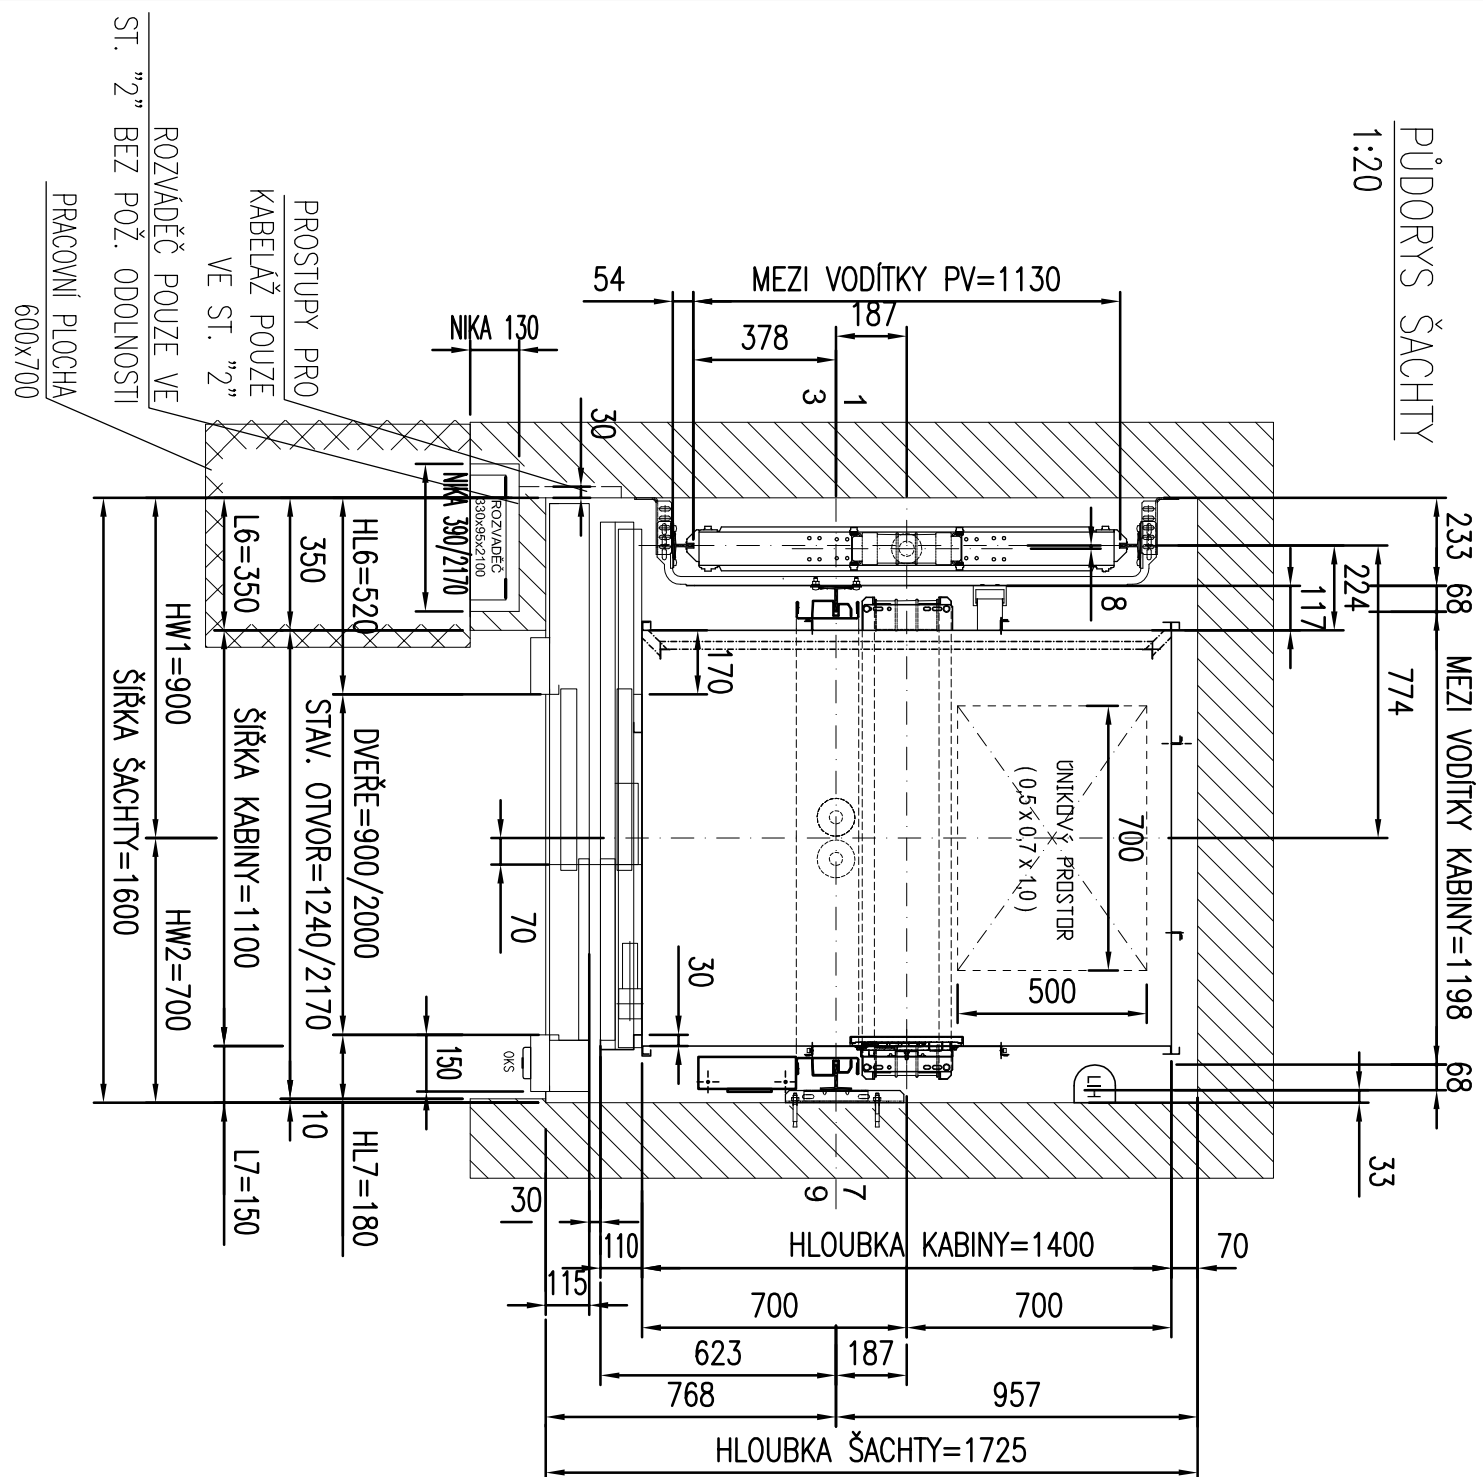 PŮDORYS ŠACHTY
1:20
ST. "2" BEZ POŽ. ODOLNOSTI
ROZVÁDĚČ POUZE VE
PROSTUPY PRO
KABELÁŽ POUZE
VE ST. "2"
PRACOVNÍ PLOCHA
600x700
54
MEZI VODÍTKY PV=1130
187
378
NIKA 130
1
3
30
NIKA 390/2170
ROZVADĚČ
330x95x2100
233
68
MEZI VODÍTKY KABINY=1198
68
224
117
774
33
8
L6=350
350
HL6=520
HW1=900
170
ŠÍŘKA ŠACHTY=1600
ŠÍŘKA KABINY=1100
STAV. OTVOR=1240/2170
DVEŘE=900/2000
HW2=700
70
30
150
10
L7=150
HL7=180
OKS
ÚNIKOVÝ PROSTOR
( 0,5 x 0,7 x 1,0 )
700
500
LIH
7
9
30
110
HLOUBKA KABINY=1400
70
115
700
700
623
187
768
957
HLOUBKA ŠACHTY=1725